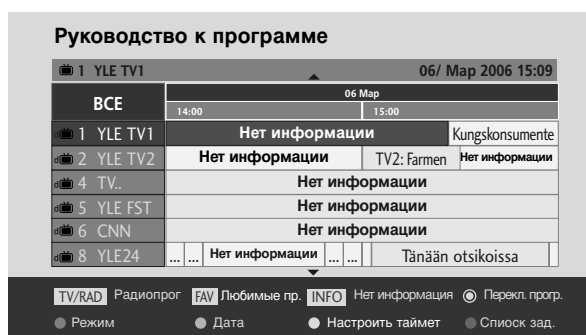 Руководство к программе
1 YLE TV1 06/ Мар 2006 15:09
ВСЕ 06 Мар
14:00 15:00
1 YLE TV1 Нет информации Kungskonsumente
2 YLE TV2 Нет информации TV2: Farmen Нет информации
4 TV.. Нет информации
5 YLE FST Нет информации
6 CNN Нет информации
8 YLE24 ... ... Нет информации ... ... Tänään otsikoissa
TV/RAD Радиопрог FAV Любимые пр. INFO Нет информация Перекл. прогр.
Режим Дата Настроить таймет Спиоск зад.